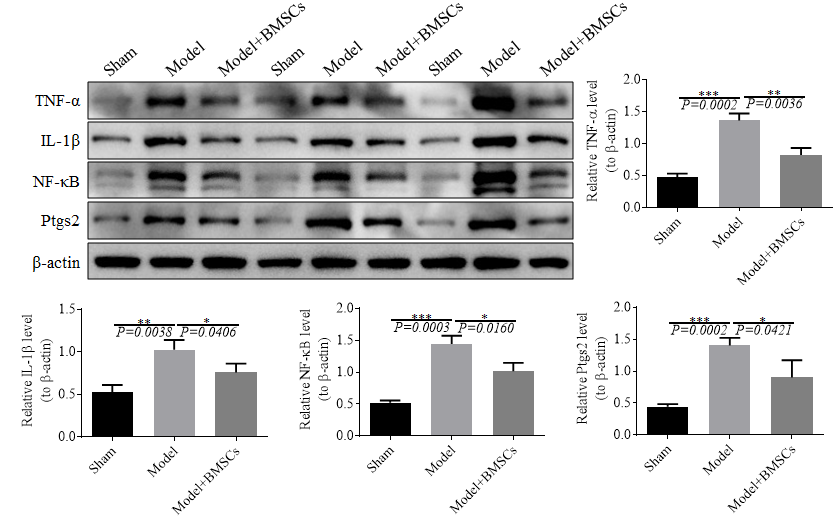 Sham Model Model+BMSCs Sham Model Model+BMSCs Sham Model Model+BMSCs
TNF-α
IL-1β
NF-κB
Ptgs2
β-actin
Relative TNF-α level
(to β-actin)
2.0
1.5
1.0
0.5
0.0
*** **
P=0.0002 P=0.0036
Sham Model Model+BMSCs
Relative IL-1β level
(to β-actin)
1.5
1.0
0.5
0.0
** *
P=0.0038 P=0.0406
Sham Model Model+BMSCs
Relative NF-κB level
(to β-actin)
2.0
1.5
1.0
0.5
0.0
*** *
P=0.0003 P=0.0160
Sham Model Model+BMSCs
Relative Ptgs2 level
(to β-actin)
2.0
1.5
1.0
0.5
0.0
*** *
P=0.0002 P=0.0421
Sham Model Model+BMSCs